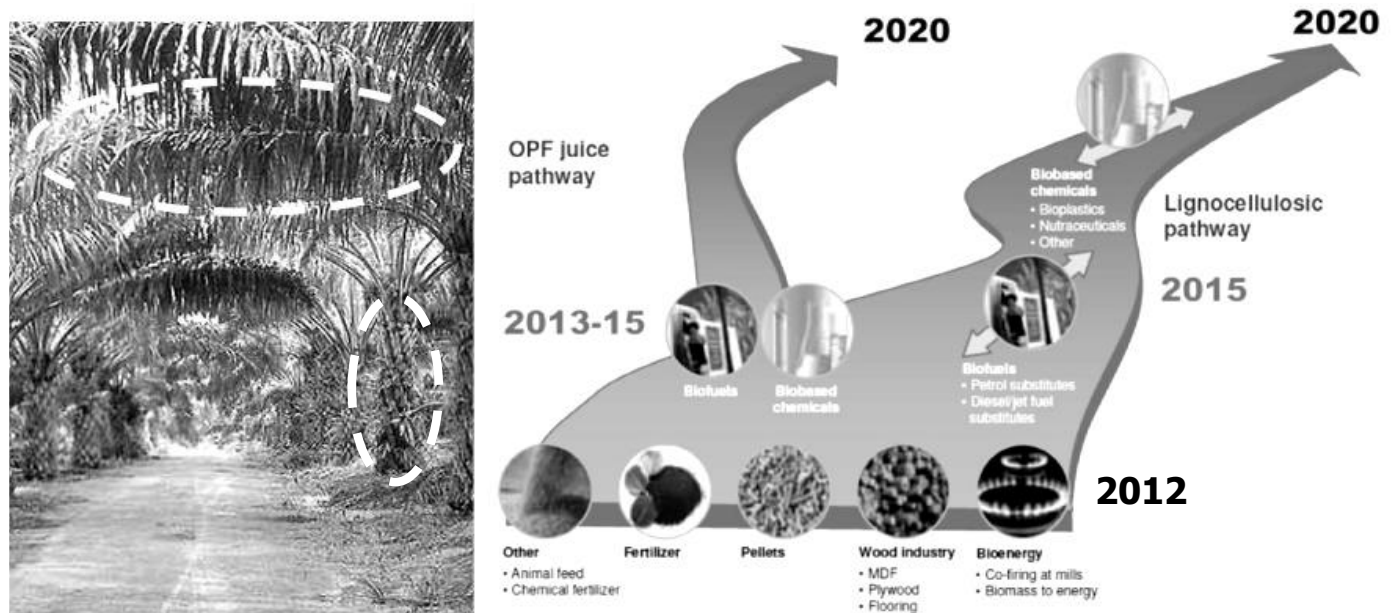 2020
2020
OPF juice
pathway
Biobased
chemicals
• Bioplastics
• Nutraceuticals
• Other
Lignocellulosic
pathway
2015
2013-15
Biofuels
Biobased
chemicals
Biofuels
• Petrol substitutes
• Diesel/jet fuel
substitutes
2012
Other
• Animal feed
• Chemical fertilizer
Fertilizer
Pellets
Wood industry
• MDF
• Plywood
• Flooring
Bioenergy
• Co-firing at mills
• Biomass to energy